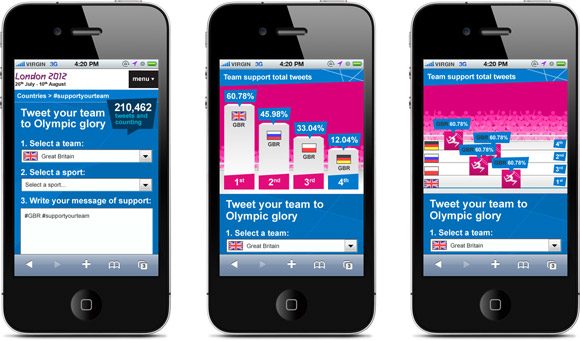 VIRGIN 3G 4:20 PM
London 2012
26th July - 10th August
menu
Countries > #supportyourteam
Tweet your team
to Olympic glory
210,462
tweets and
counting
1. Select a team:
Great Britain
2. Select a sport:
Select a sport...
3. Write your message of support:
#GBR #supportyourteam
3
VIRGIN 3G 4:20 PM
Team support total tweets
60.78%
45.98%
33.04%
12.04%
GBR
GBR
GBR
GBR
1st
2nd
3rd
4th
Tweet your team to
Olympic glory
1. Select a team:
Great Britain
3
VIRGIN 3G 4:20 PM
Team support total tweets
GBR 60.78%
GBR 60.78%
GBR 60.78%
GBR 60.78%
4th
2nd
3rd
1st
Tweet your team to
Olympic glory
1. Select a team:
Great Britain
3